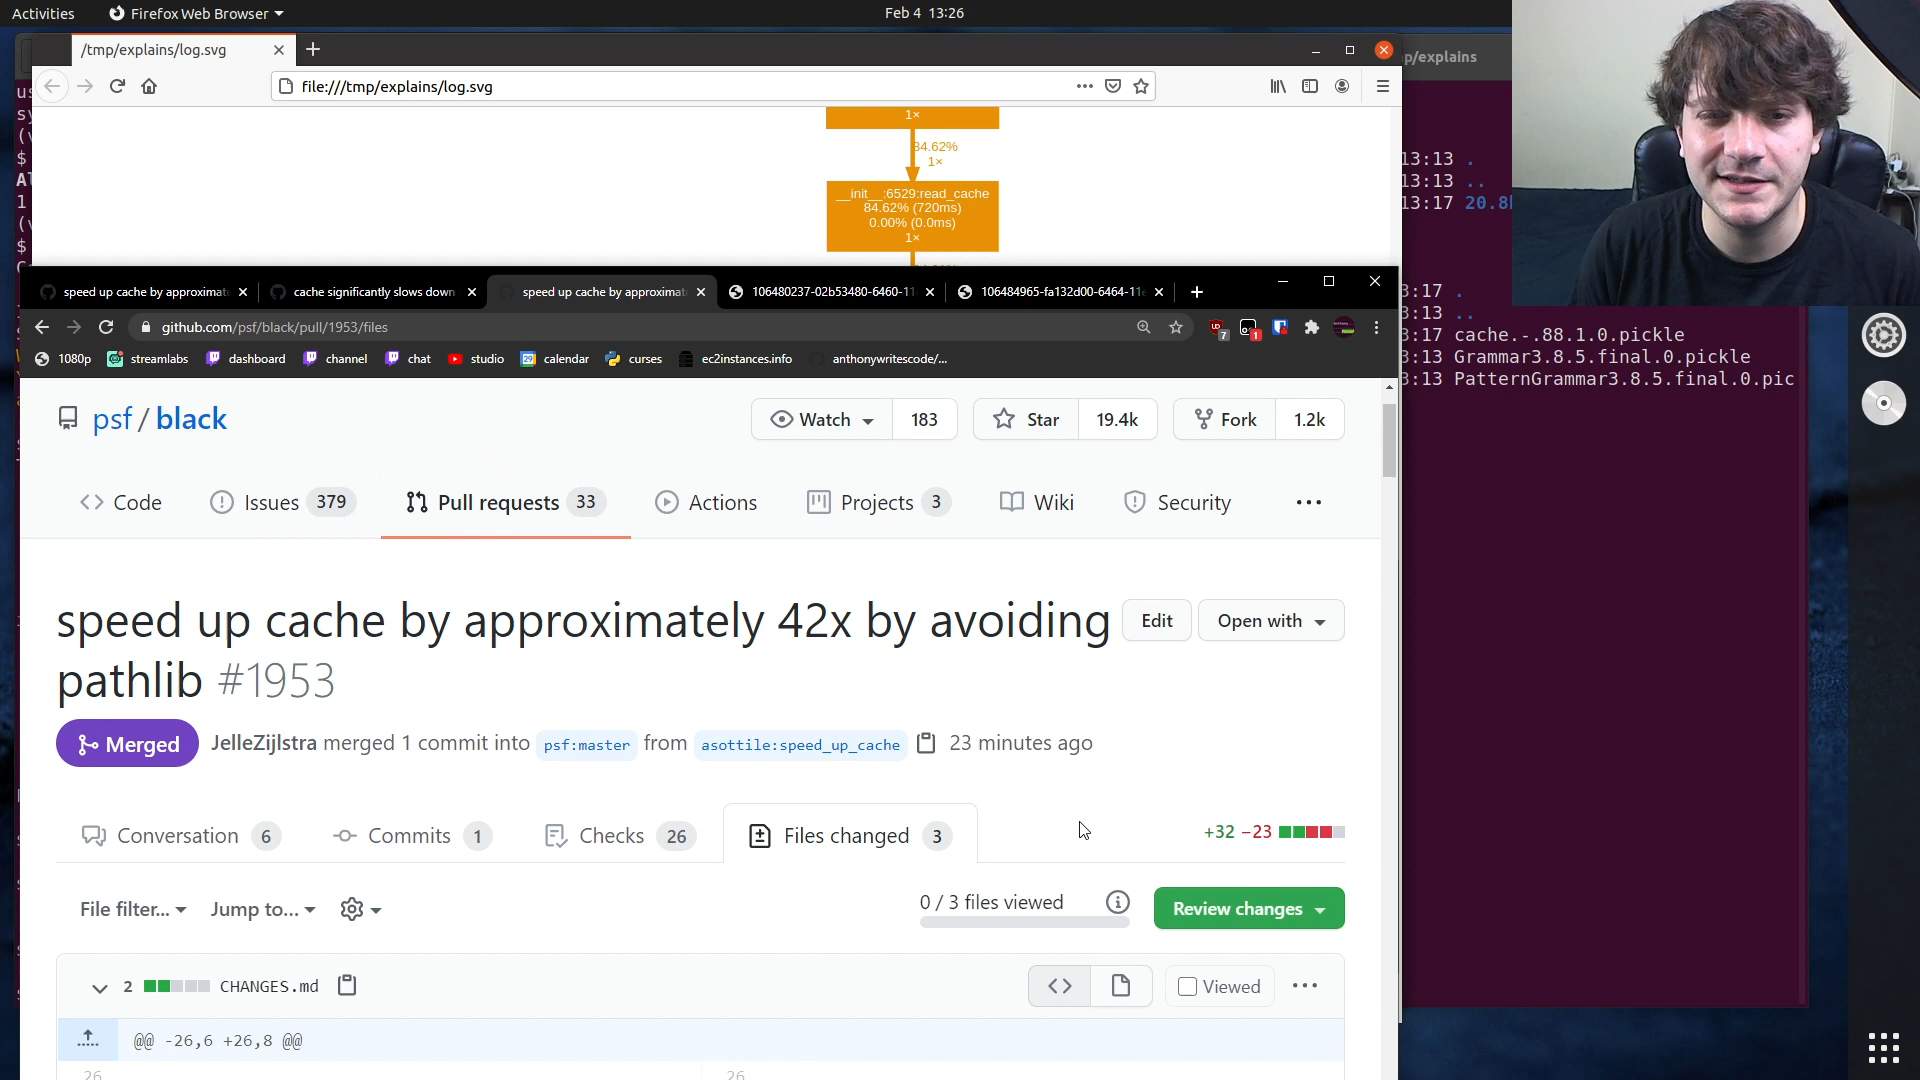 Activities
Firefox Web Browser
Feb 4 13:26
/tmp/explains/log.svg
p/explains
file:///tmp/explains/log.svg
1×
84.62%
1×
__init__:6529:read_cache
84.62% (720ms)
0.00% (0.0ms)
1×
13:13 .
13:13 ..
13:17 20.8
3:17 .
3:13 ..
3:17 cache.-.88.1.0.pickle
3:13 Grammar3.8.5.final.0.pickle
3:13 PatternGrammar3.8.5.final.0.pic
speed up cache by approximat
cache significantly slows down
speed up cache by approximat
106480237-02b53480-6460-11
106484965-fa132d00-6464-11
github.com/psf/black/pull/1953/files
7
1
1080p
streamlabs
dashboard
channel
chat
studio
calendar
curses
ec2instances.info
anthonywritescode/...
psf / black
Watch 183
Star 19.4k
Fork 1.2k
Code
Issues 379
Pull requests 33
Actions
Projects 3
Wiki
Security
speed up cache by approximately 42x by avoiding
pathlib #1953
Edit
Open with
Merged
JelleZijlstra merged 1 commit into psf:master from asottile:speed_up_cache 23 minutes ago
Conversation 6
Commits 1
Checks 26
Files changed 3
+32 −23
File filter...
Jump to...
0 / 3 files viewed
Review changes
2 CHANGES.md
Viewed
@@ -26,6 +26,8 @@
26
26